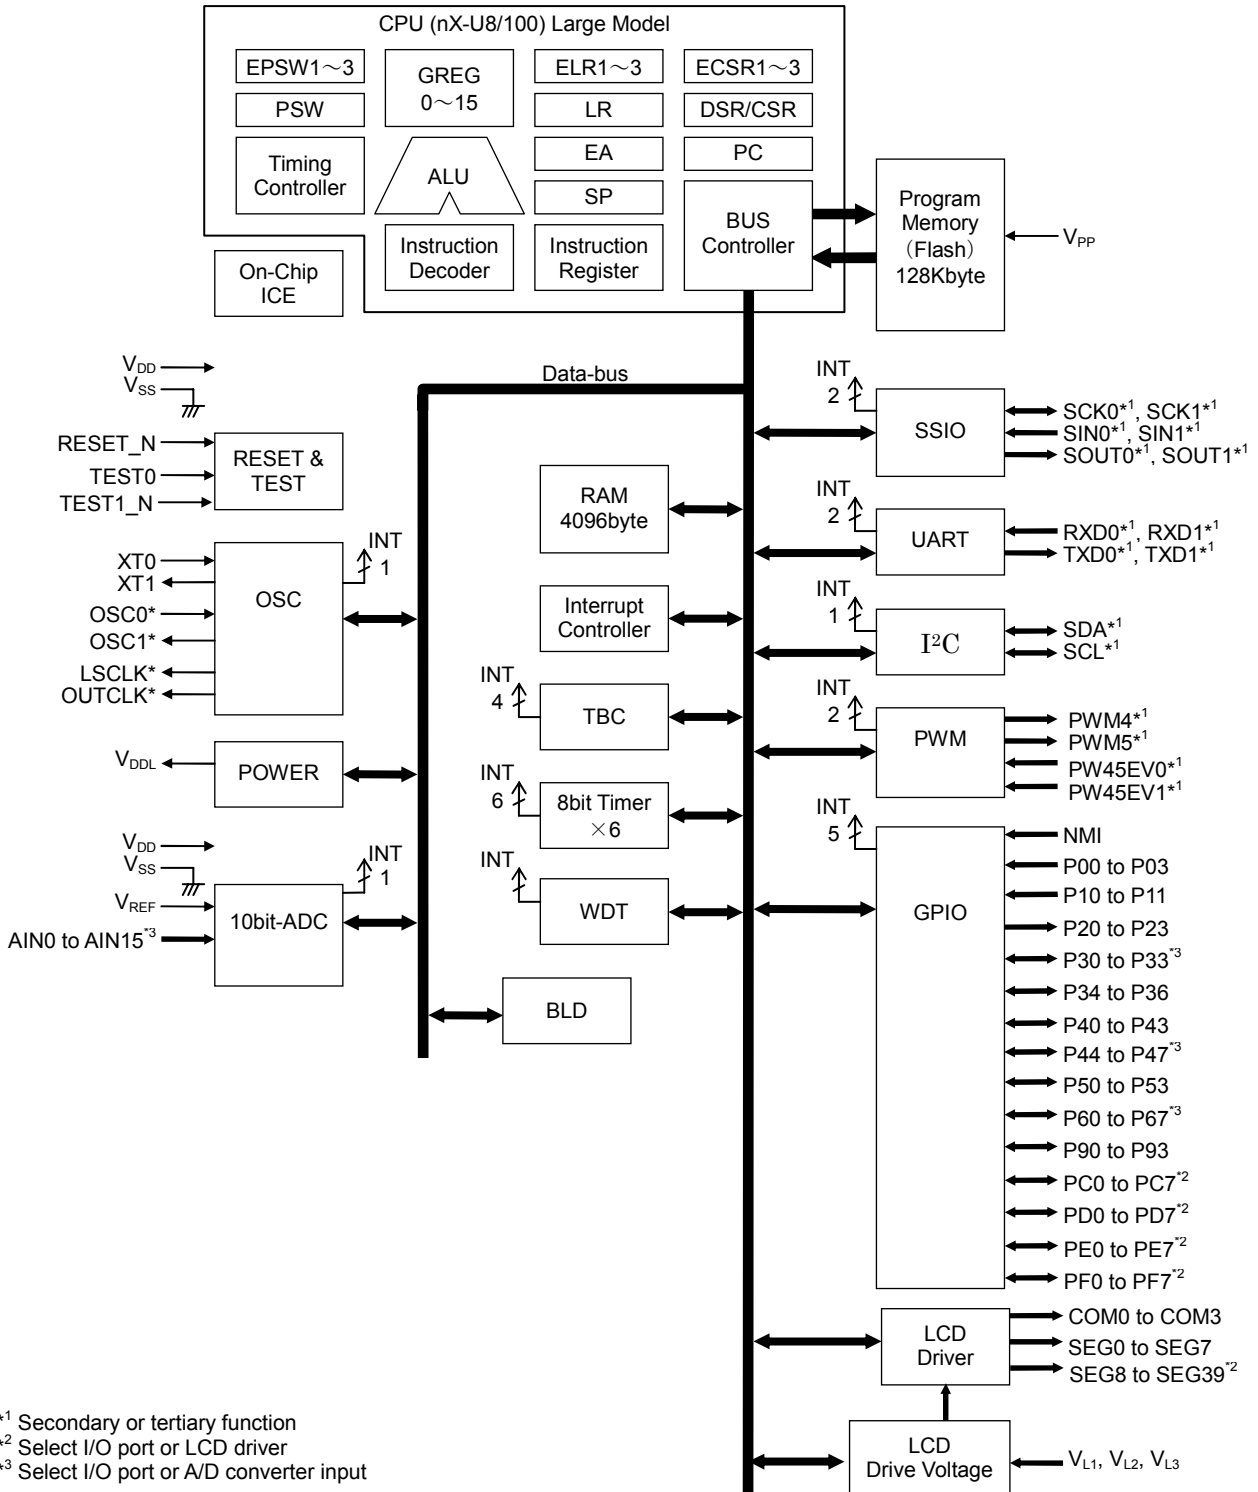 CPU (nX-U8/100) Large Model
EPSW1～3
GREG
0～15
ELR1～3
ECSR1～3
PSW
LR
DSR/CSR
Timing
Controller
ALU
EA
PC
SP
BUS
Controller
Instruction
Decoder
Instruction
Register
On-Chip
ICE
Program
Memory
(Flash)
128Kbyte
VPP
VDD
VSS
Data-bus
RESET_N
TEST0
TEST1_N
RESET &
TEST
XT0
XT1
OSC0*
OSC1*
LSCLK*
OUTCLK*
OSC
INT
1
VDDL
POWER
VDD
VSS
VREF
AIN0 to AIN15*3
10bit-ADC
INT
1
RAM
4096byte
Interrupt
Controller
INT
4
TBC
INT
6
8bit Timer
×6
INT
WDT
BLD
INT
2
SSIO
SCK0*1, SCK1*1
SIN0*1, SIN1*1
SOUT0*1, SOUT1*1
INT
2
UART
RXD0*1, RXD1*1
TXD0*1, TXD1*1
INT
1
I²C
SDA*1
SCL*1
INT
2
PWM
PWM4*1
PWM5*1
PW45EV0*1
PW45EV1*1
INT
5
GPIO
NMI
P00 to P03
P10 to P11
P20 to P23
P30 to P33*3
P34 to P36
P40 to P43
P44 to P47*3
P50 to P53
P60 to P67*3
P90 to P93
PC0 to PC7*2
PD0 to PD7*2
PE0 to PE7*2
PF0 to PF7*2
LCD
Driver
COM0 to COM3
SEG0 to SEG7
SEG8 to SEG39*2
LCD
Drive Voltage
VL1, VL2, VL3
*1 Secondary or tertiary function
*2 Select I/O port or LCD driver
*3 Select I/O port or A/D converter input